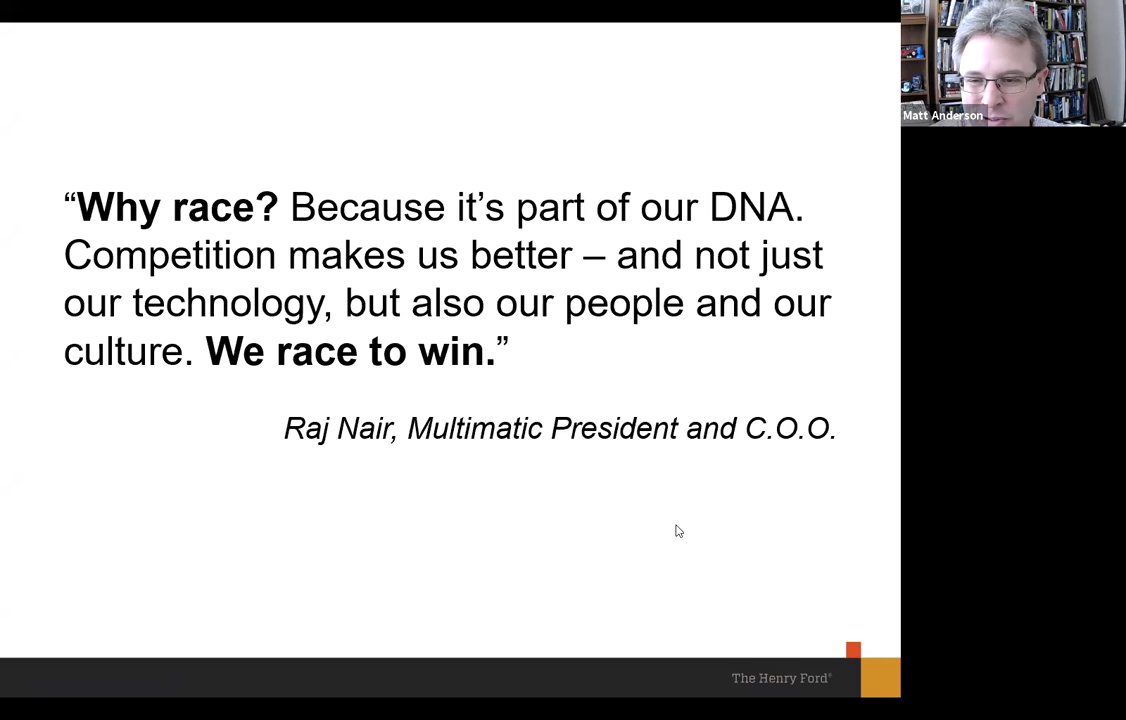 Matt Anderson
“Why race? Because it’s part of our DNA.
Competition makes us better – and not just
our technology, but also our people and our
culture. We race to win.”
Raj Nair, Multimatic President and C.O.O.
The Henry Ford®